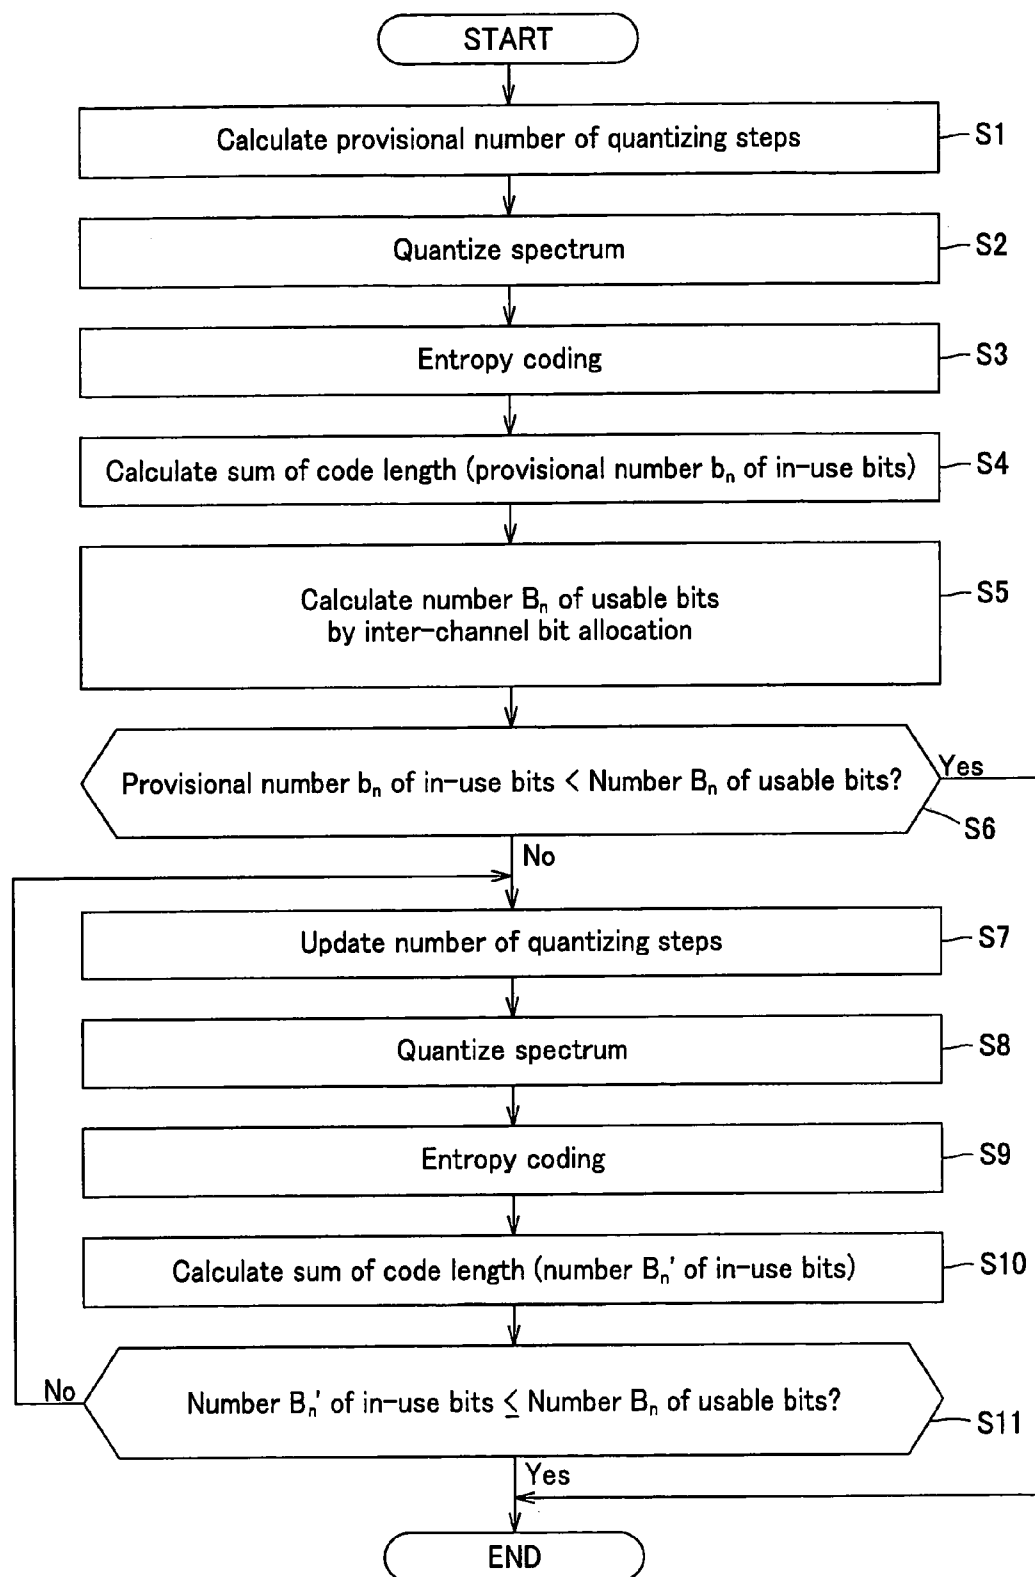 START
Calculate provisional number of quantizing steps
S1
Quantize spectrum
S2
Entropy coding
S3
Calculate sum of code length (provisional number bₙ of in-use bits)
S4
Calculate number Bₙ of usable bits
by inter-channel bit allocation
S5
Provisional number bₙ of in-use bits < Number Bₙ of usable bits?
Yes
S6
No
Update number of quantizing steps
S7
Quantize spectrum
S8
Entropy coding
S9
Calculate sum of code length (number Bₙ' of in-use bits)
S10
No
Number Bₙ' of in-use bits ≤ Number Bₙ of usable bits?
S11
Yes
END